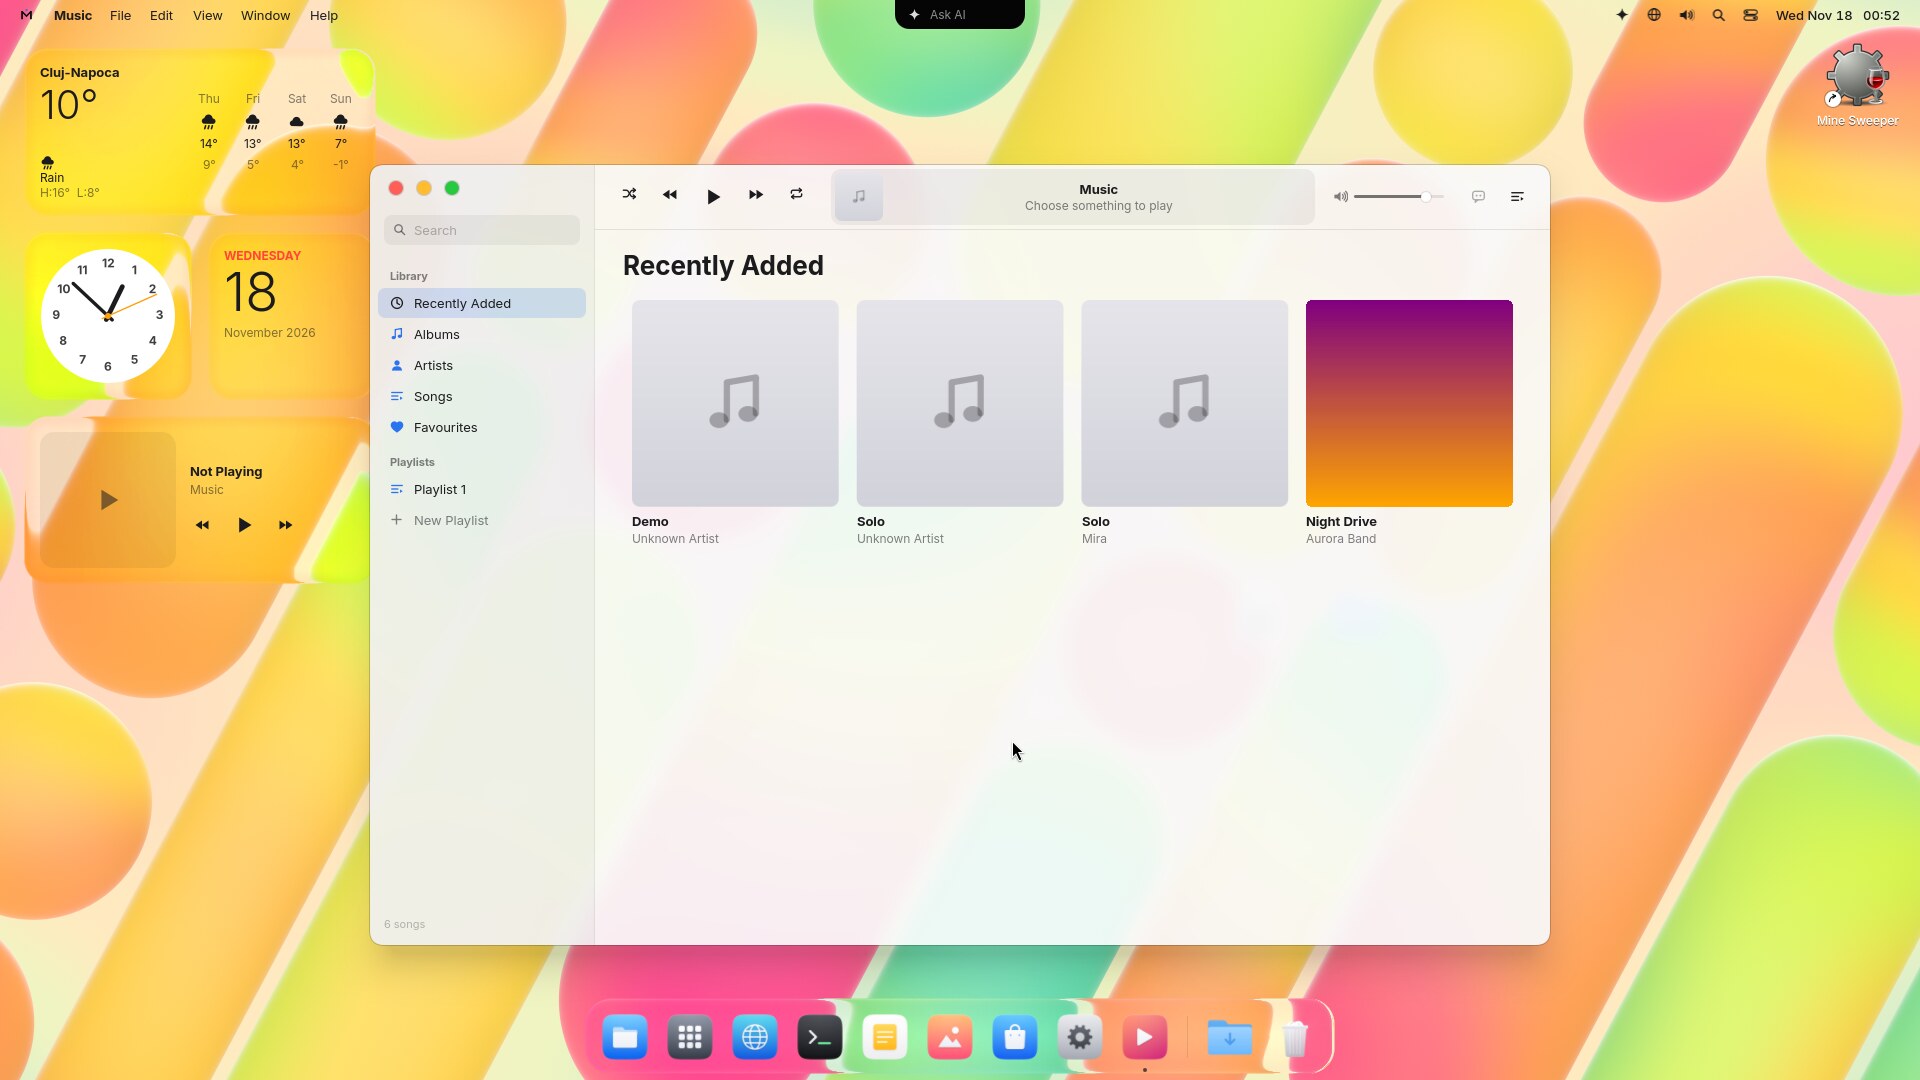 Music File Edit View Window Help
Ask AI
Wed Nov 18 00:52
Mine Sweeper
Cluj-Napoca
10°
Rain
H:16° L:8°
Thu Fri Sat Sun
14° 13° 13° 7°
9° 5° 4° -1°
12 1 2 3 4 5 6 7 8 9 10 11
WEDNESDAY
18
November 2026
Not Playing
Music
Search
Library
Recently Added
Albums
Artists
Songs
Favourites
Playlists
Playlist 1
New Playlist
6 songs
Music
Choose something to play
Recently Added
Demo
Unknown Artist
Solo
Unknown Artist
Solo
Mira
Night Drive
Aurora Band